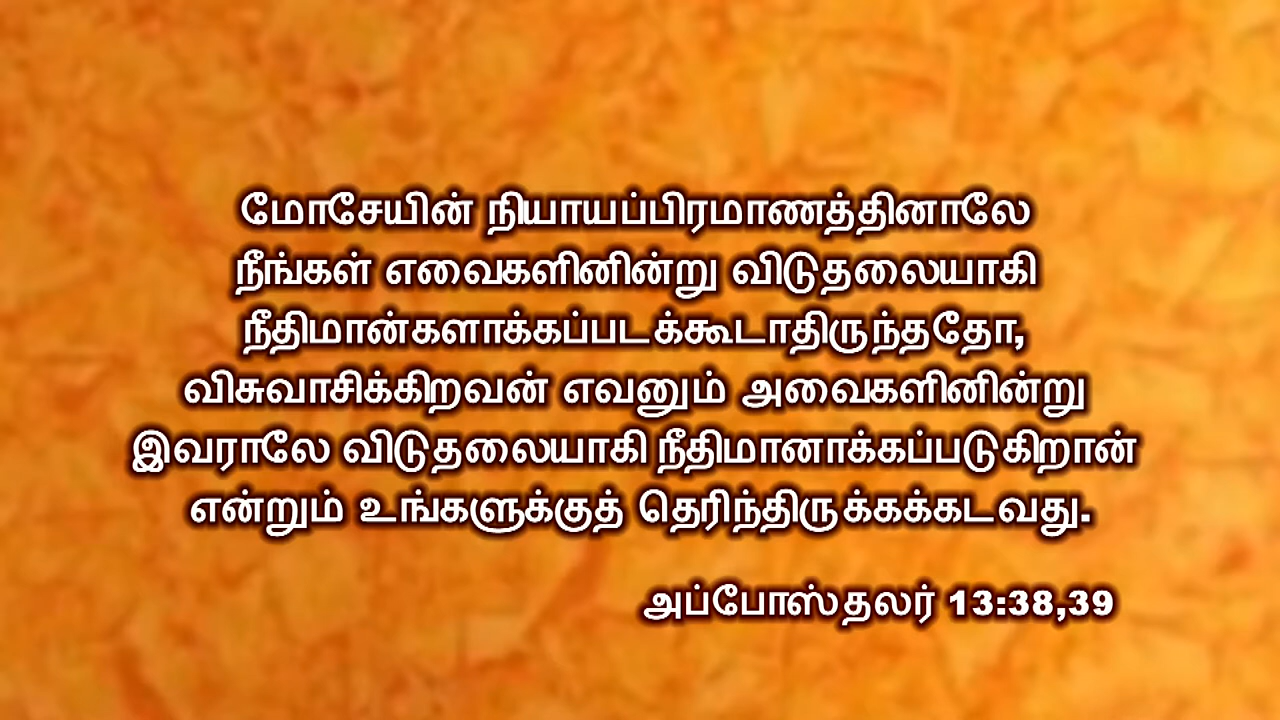 மோசேயின் நியாயப்பிரமாணத்தினாலே
நீங்கள் எவைகளினின்று விடுதலையாகி
நீதிமான்களாக்கப்படக்கூடாதிருந்ததோ,
விசுவாசிக்கிறவன் எவனும் அவைகளினின்று
இவராலே விடுதலையாகி நீதிமானாக்கப்படுகிறான்
என்றும் உங்களுக்குத் தெரிந்திருக்கக்கடவது.
அப்போஸ்தலர் 13:38,39